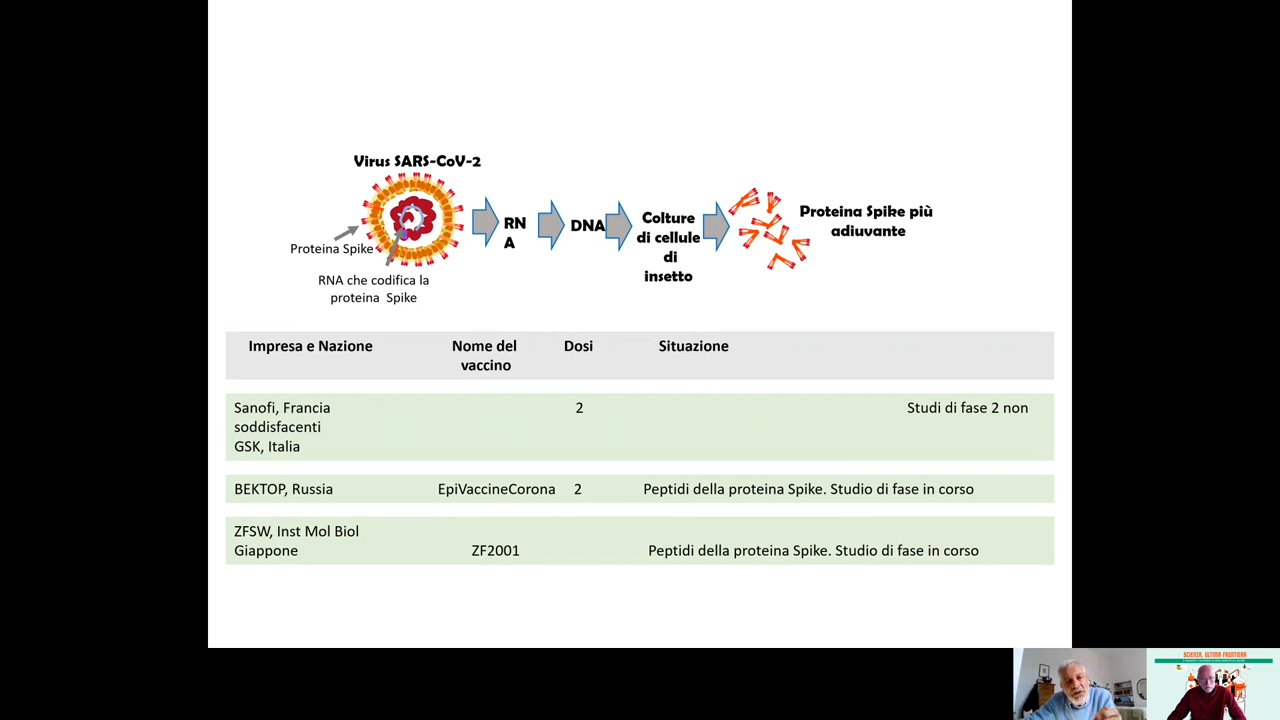 Virus SARS-CoV-2
Proteina Spike
RNA che codifica la
proteina Spike
RN
A
DNA
Colture
di cellule
di
insetto
Proteina Spike più
adiuvante
Impresa e Nazione Nome del Dosi Situazione
vaccino
Sanofi, Francia 2 Studi di fase 2 non
soddisfacenti
GSK, Italia
BEKTOP, Russia EpiVaccineCorona 2 Peptidi della proteina Spike. Studio di fase in corso
ZFSW, Inst Mol Biol
Giappone ZF2001 Peptidi della proteina Spike. Studio di fase in corso
SCIENZA, ULTIMA FRONTIERA